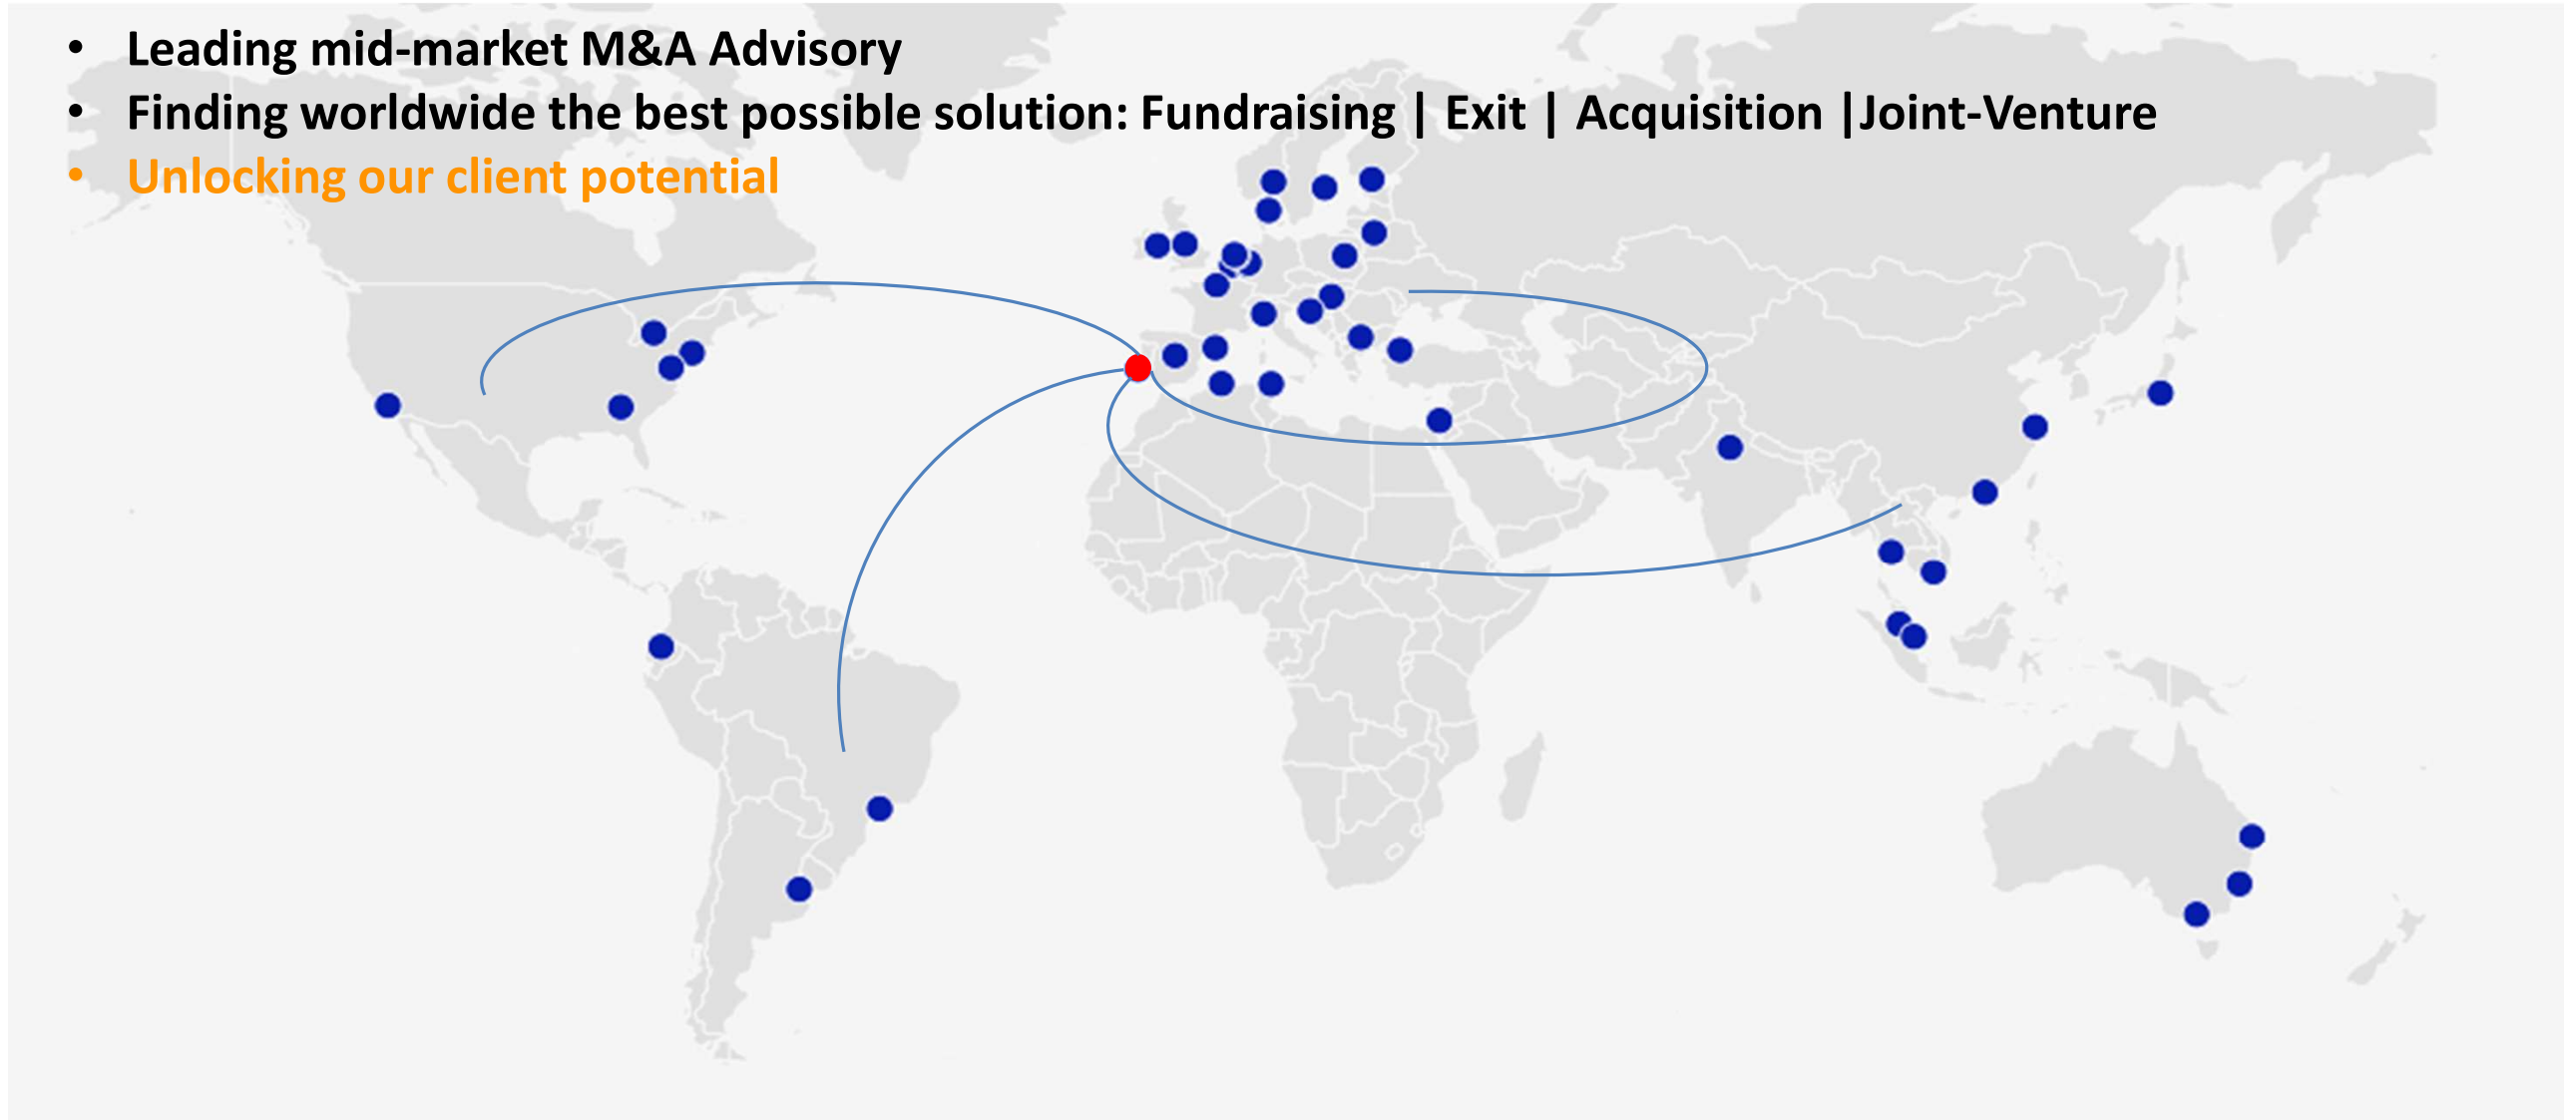 • Leading mid-market M&A Advisory
• Finding worldwide the best possible solution: Fundraising | Exit | Acquisition |Joint-Venture
• Unlocking our client potential